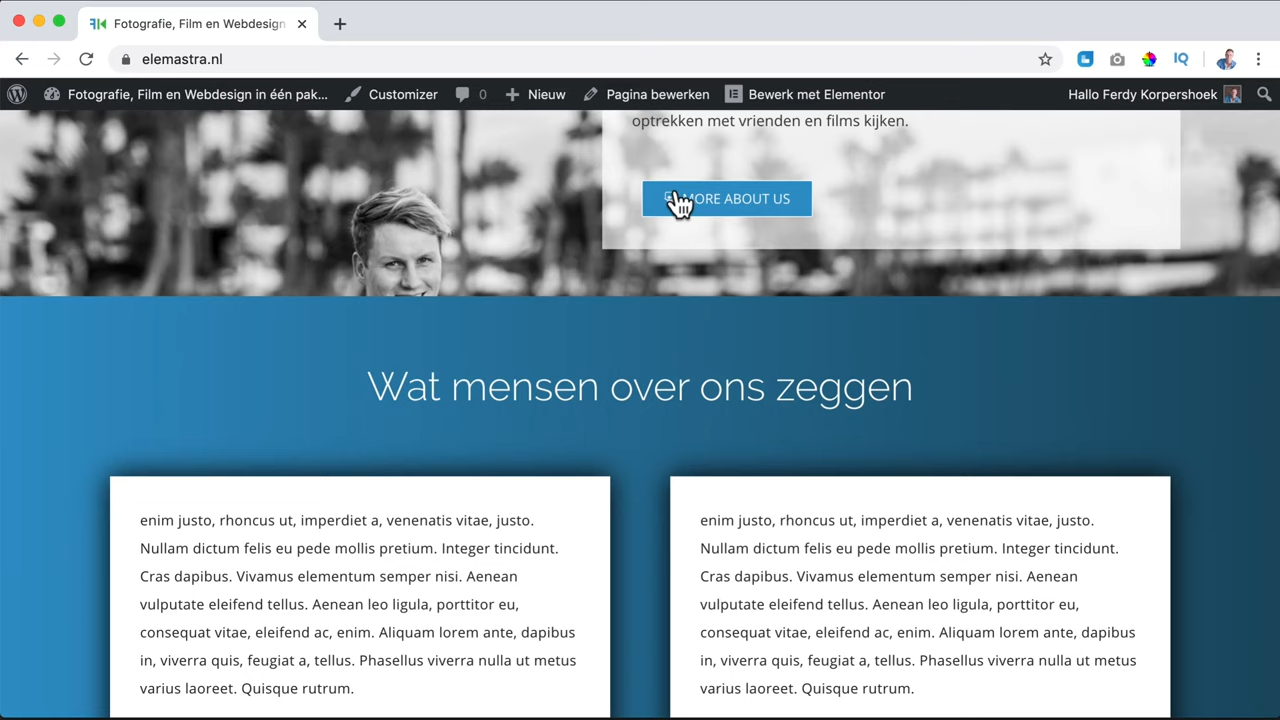 Fotografie, Film en Webdesign
elemastra.nl
IQ
Fotografie, Film en Webdesign in één pak...
Customizer
0
Nieuw
Pagina bewerken
Bewerk met Elementor
Hallo Ferdy Korpershoek
optrekken met vrienden en films kijken.
MORE ABOUT US
Wat mensen over ons zeggen
enim justo, rhoncus ut, imperdiet a, venenatis vitae, justo.
Nullam dictum felis eu pede mollis pretium. Integer tincidunt.
Cras dapibus. Vivamus elementum semper nisi. Aenean
vulputate eleifend tellus. Aenean leo ligula, porttitor eu,
consequat vitae, eleifend ac, enim. Aliquam lorem ante, dapibus
in, viverra quis, feugiat a, tellus. Phasellus viverra nulla ut metus
varius laoreet. Quisque rutrum.
enim justo, rhoncus ut, imperdiet a, venenatis vitae, justo.
Nullam dictum felis eu pede mollis pretium. Integer tincidunt.
Cras dapibus. Vivamus elementum semper nisi. Aenean
vulputate eleifend tellus. Aenean leo ligula, porttitor eu,
consequat vitae, eleifend ac, enim. Aliquam lorem ante, dapibus
in, viverra quis, feugiat a, tellus. Phasellus viverra nulla ut metus
varius laoreet. Quisque rutrum.